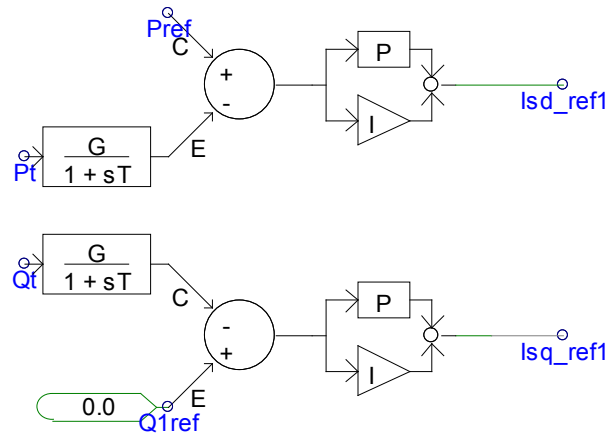 Pref
C
+
-
P
I
Isd_ref1
Pt
G
1 + sT
E
Qt
G
1 + sT
C
-
+
P
I
Isq_ref1
0.0
E
Q1ref